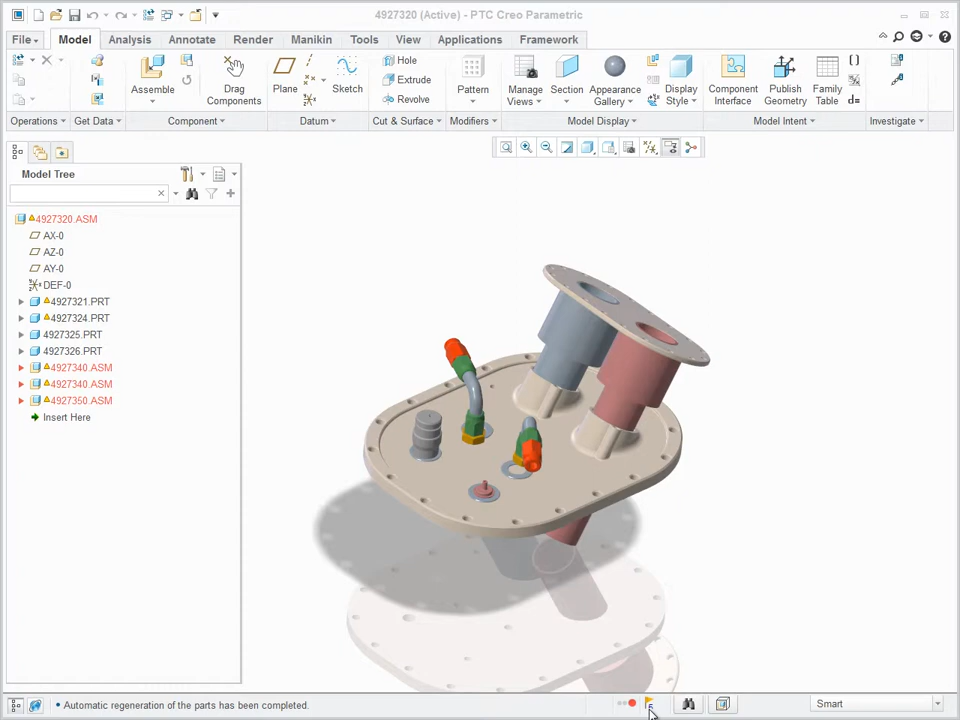 4927320 (Active) - PTC Creo Parametric
File Model Analysis Annotate Render Manikin Tools View Applications Framework
Assemble
Drag
Components
Plane
Sketch
Hole
Extrude
Revolve
Pattern
Manage
Views
Section
Appearance
Gallery
Display
Style
Component
Interface
Publish
Geometry
Family
Table
d=
Operations Get Data Component Datum Cut & Surface Modifiers Model Display Model Intent Investigate
Model Tree
4927320.ASM
AX-0
AZ-0
AY-0
DEF-0
4927321.PRT
4927324.PRT
4927325.PRT
4927326.PRT
4927340.ASM
4927340.ASM
4927350.ASM
Insert Here
• Automatic regeneration of the parts has been completed.
Smart